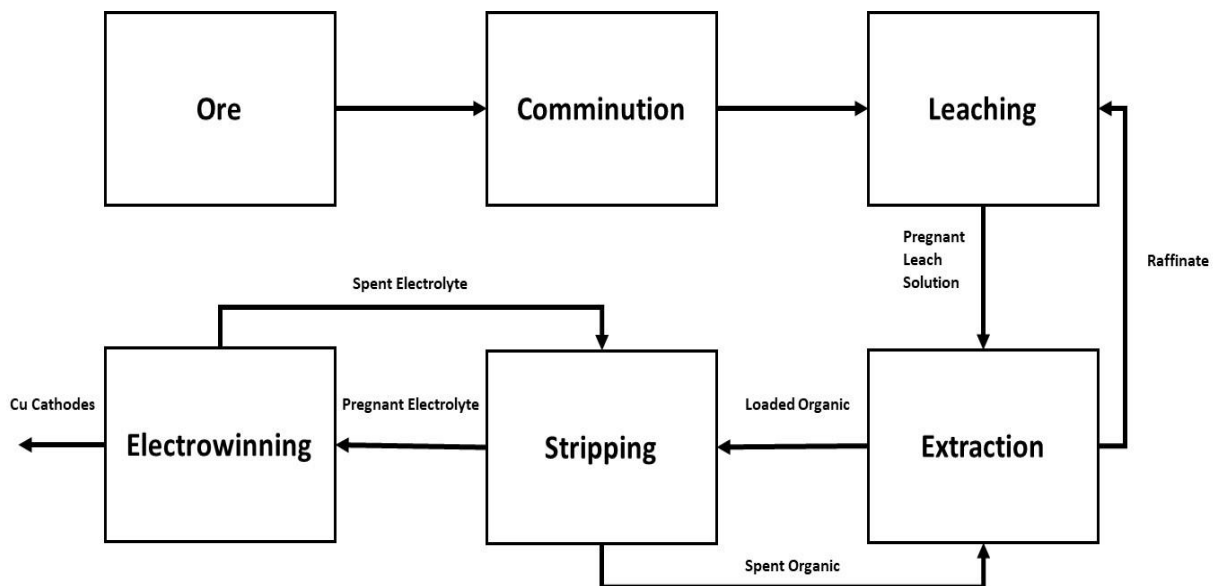 Ore
Comminution
Leaching
Pregnant
Leach
Solution
Raffinate
Spent Electrolyte
Cu Cathodes
Pregnant Electrolyte
Loaded Organic
Electrowinning
Stripping
Extraction
Spent Organic